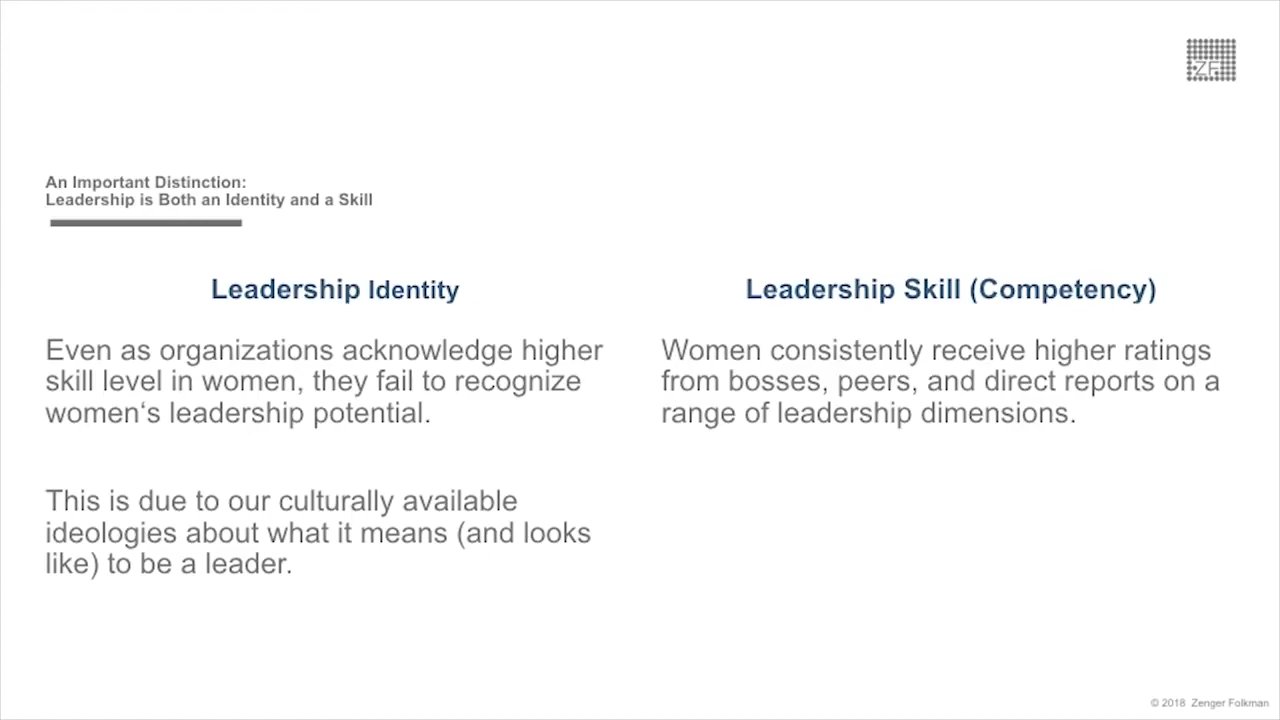 ZF
An Important Distinction:
Leadership is Both an Identity and a Skill
Leadership Identity
Even as organizations acknowledge higher
skill level in women, they fail to recognize
women‘s leadership potential.
This is due to our culturally available
ideologies about what it means (and looks
like) to be a leader.
Leadership Skill (Competency)
Women consistently receive higher ratings
from bosses, peers, and direct reports on a
range of leadership dimensions.
© 2018 Zenger Folkman